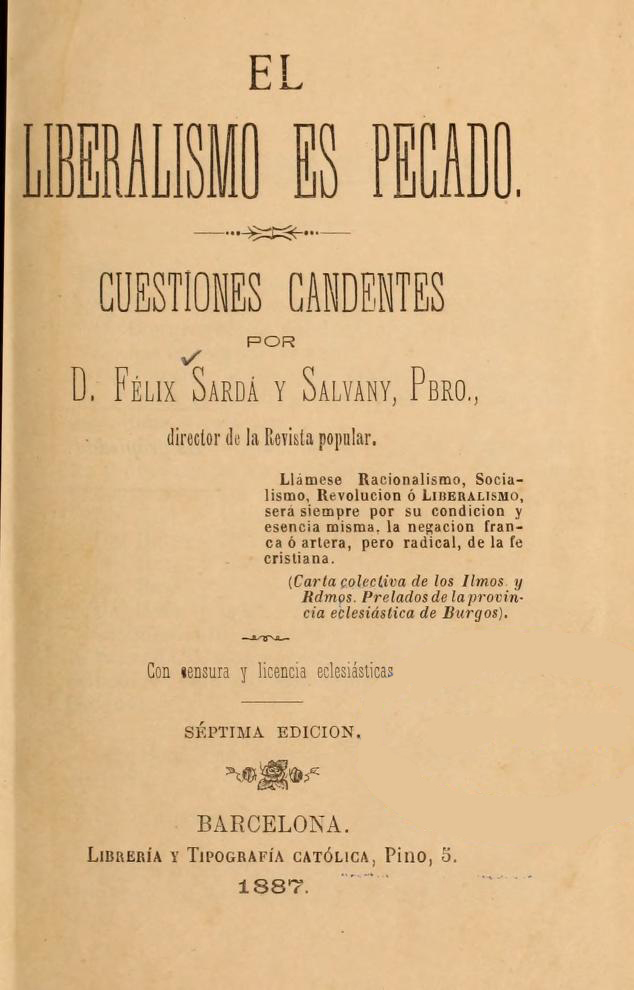 EL
LIBERALISMO ES PECADO.
CUESTIONES CANDENTES
POR
D. FÉLIX SARDÁ Y SALVANY, PBRO.,
director de la Revista popular.
Llámese Racionalismo, Socia-
lismo, Revolucion ó LIBERALISMO,
será siempre por su condicion y
esencia misma, la negacion fran-
ca ó artera, pero radical, de la fe
cristiana.
(Carta colectiva de los Ilmos. y
Rdmos. Prelados de la provin-
cia eclesiástica de Burgos).
Con censura y licencia eclesiásticas
SÉPTIMA EDICION.
BARCELONA.
LIBRERÍA Y TIPOGRAFÍA CATÓLICA, Pino, 5.
1887.